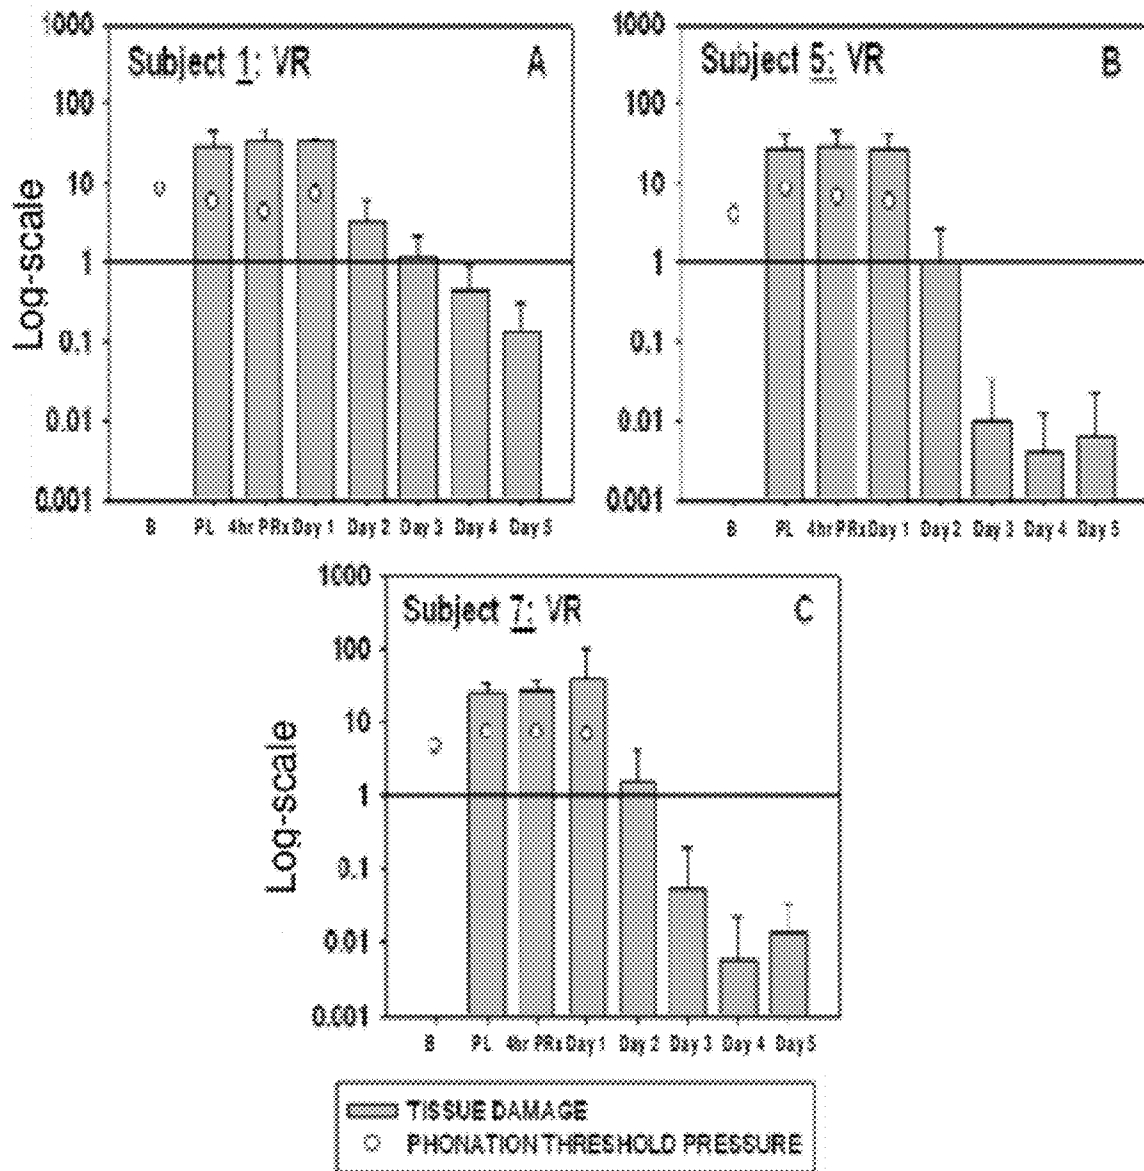 1000
100
10
1
0.1
0.01
0.001
Log-scale
Subject 1: VR
A
B PL 4hr PRx Day 1 Day 2 Day 3 Day 4 Day 5
1000
100
10
1
0.1
0.01
0.001
Subject 5: VR
B
B PL 4hr PRx Day 1 Day 2 Day 3 Day 4 Day 5
1000
100
10
1
0.1
0.01
0.001
Log-scale
Subject 7: VR
C
B PL 4hr PRx Day 1 Day 2 Day 3 Day 4 Day 5
TISSUE DAMAGE
PHONATION THRESHOLD PRESSURE